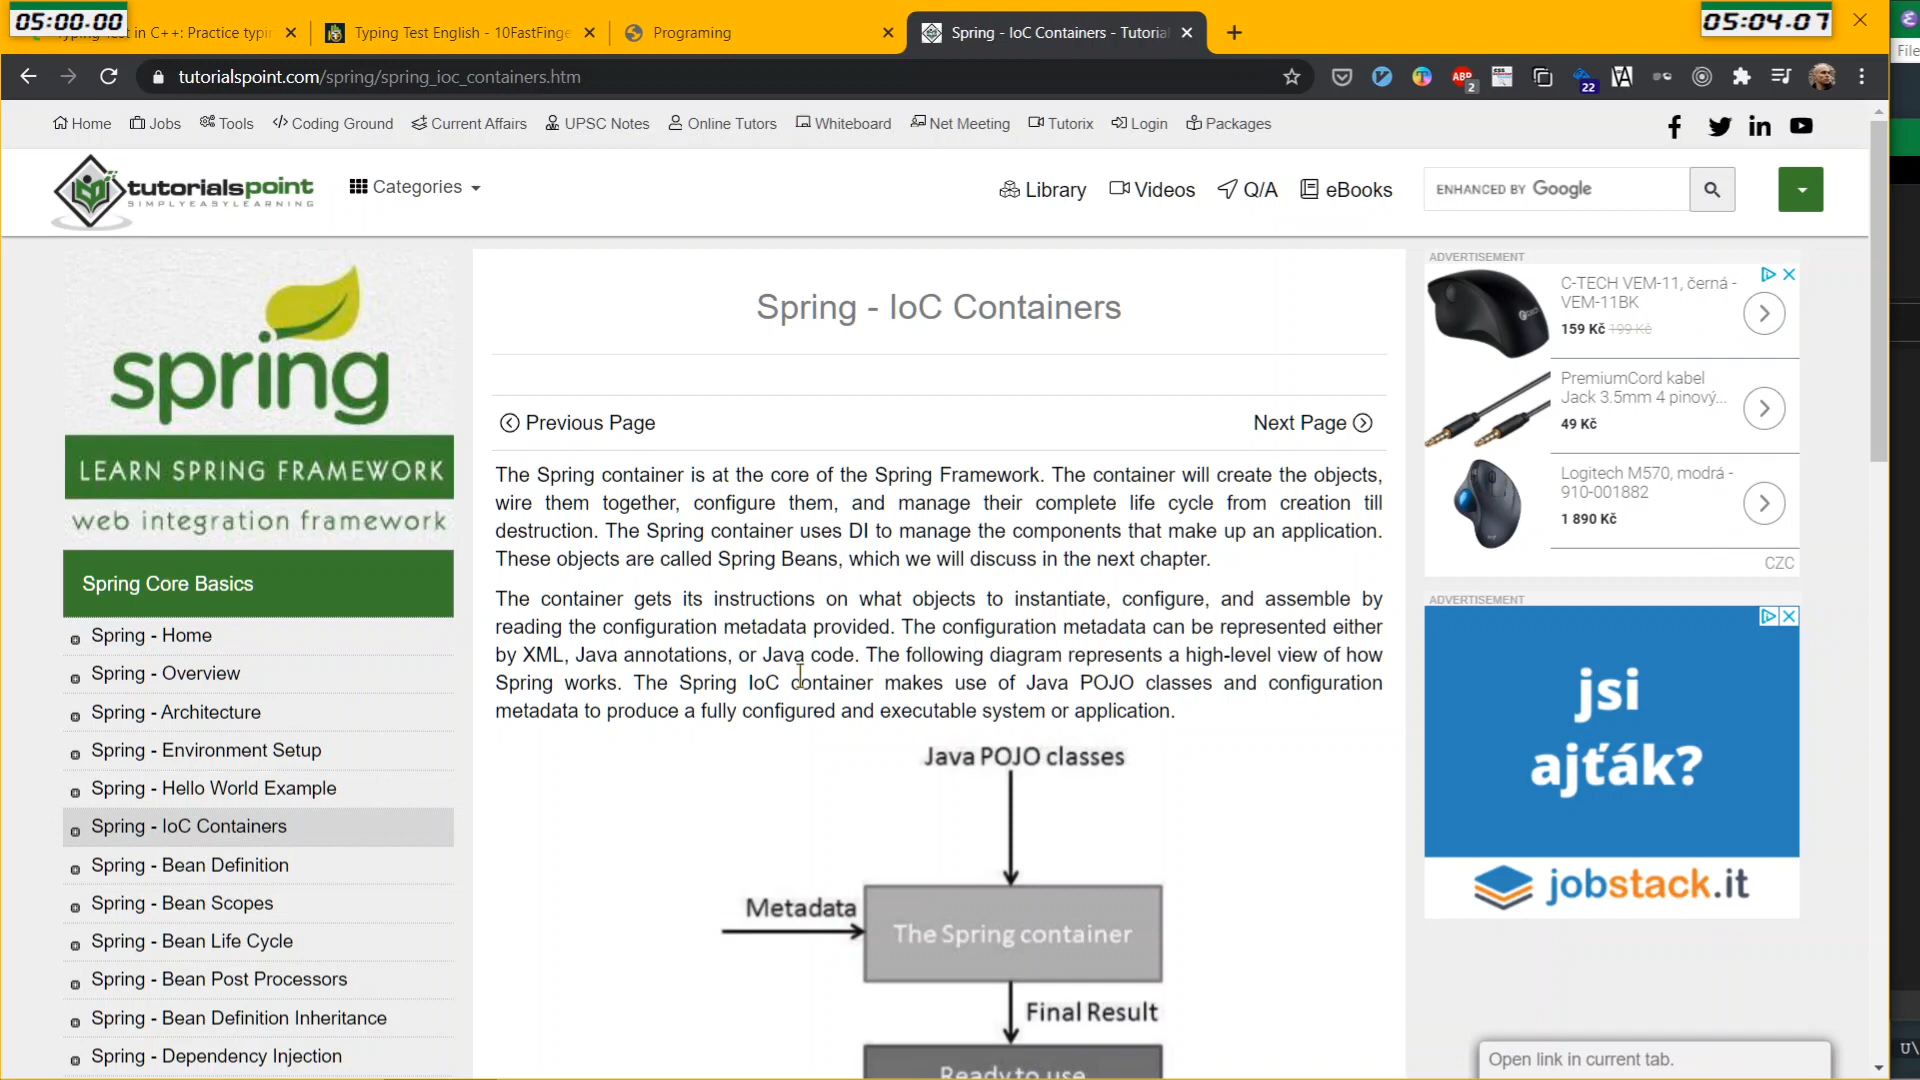 05:00.00
Typing Test in C++: Practice typin
Typing Test English - 10FastFinge
Programing
Spring - IoC Containers - Tutorial
05:04.07
File
tutorialspoint.com/spring/spring_ioc_containers.htm
ABP
2
22
Home
Jobs
Tools
Coding Ground
Current Affairs
UPSC Notes
Online Tutors
Whiteboard
Net Meeting
Tutorix
Login
Packages
tutorialspoint
SIMPLYEASYLEARNING
Categories
Library
Videos
Q/A
eBooks
ENHANCED BY Google
spring
LEARN SPRING FRAMEWORK
web integration framework
Spring Core Basics
Spring - Home
Spring - Overview
Spring - Architecture
Spring - Environment Setup
Spring - Hello World Example
Spring - IoC Containers
Spring - Bean Definition
Spring - Bean Scopes
Spring - Bean Life Cycle
Spring - Bean Post Processors
Spring - Bean Definition Inheritance
Spring - Dependency Injection
Spring - IoC Containers
Previous Page
Next Page
The Spring container is at the core of the Spring Framework. The container will create the objects,
wire them together, configure them, and manage their complete life cycle from creation till
destruction. The Spring container uses DI to manage the components that make up an application.
These objects are called Spring Beans, which we will discuss in the next chapter.
The container gets its instructions on what objects to instantiate, configure, and assemble by
reading the configuration metadata provided. The configuration metadata can be represented either
by XML, Java annotations, or Java code. The following diagram represents a high-level view of how
Spring works. The Spring IoC container makes use of Java POJO classes and configuration
metadata to produce a fully configured and executable system or application.
Java POJO classes
Metadata
The Spring container
Final Result
Ready to use
ADVERTISEMENT
C-TECH VEM-11, černá -
VEM-11BK
159 Kč 199 Kč
PremiumCord kabel
Jack 3.5mm 4 pinový...
49 Kč
Logitech M570, modrá -
910-001882
1 890 Kč
CZC
ADVERTISEMENT
jsi
ajťák?
jobstack.it
Open link in current tab.
U\